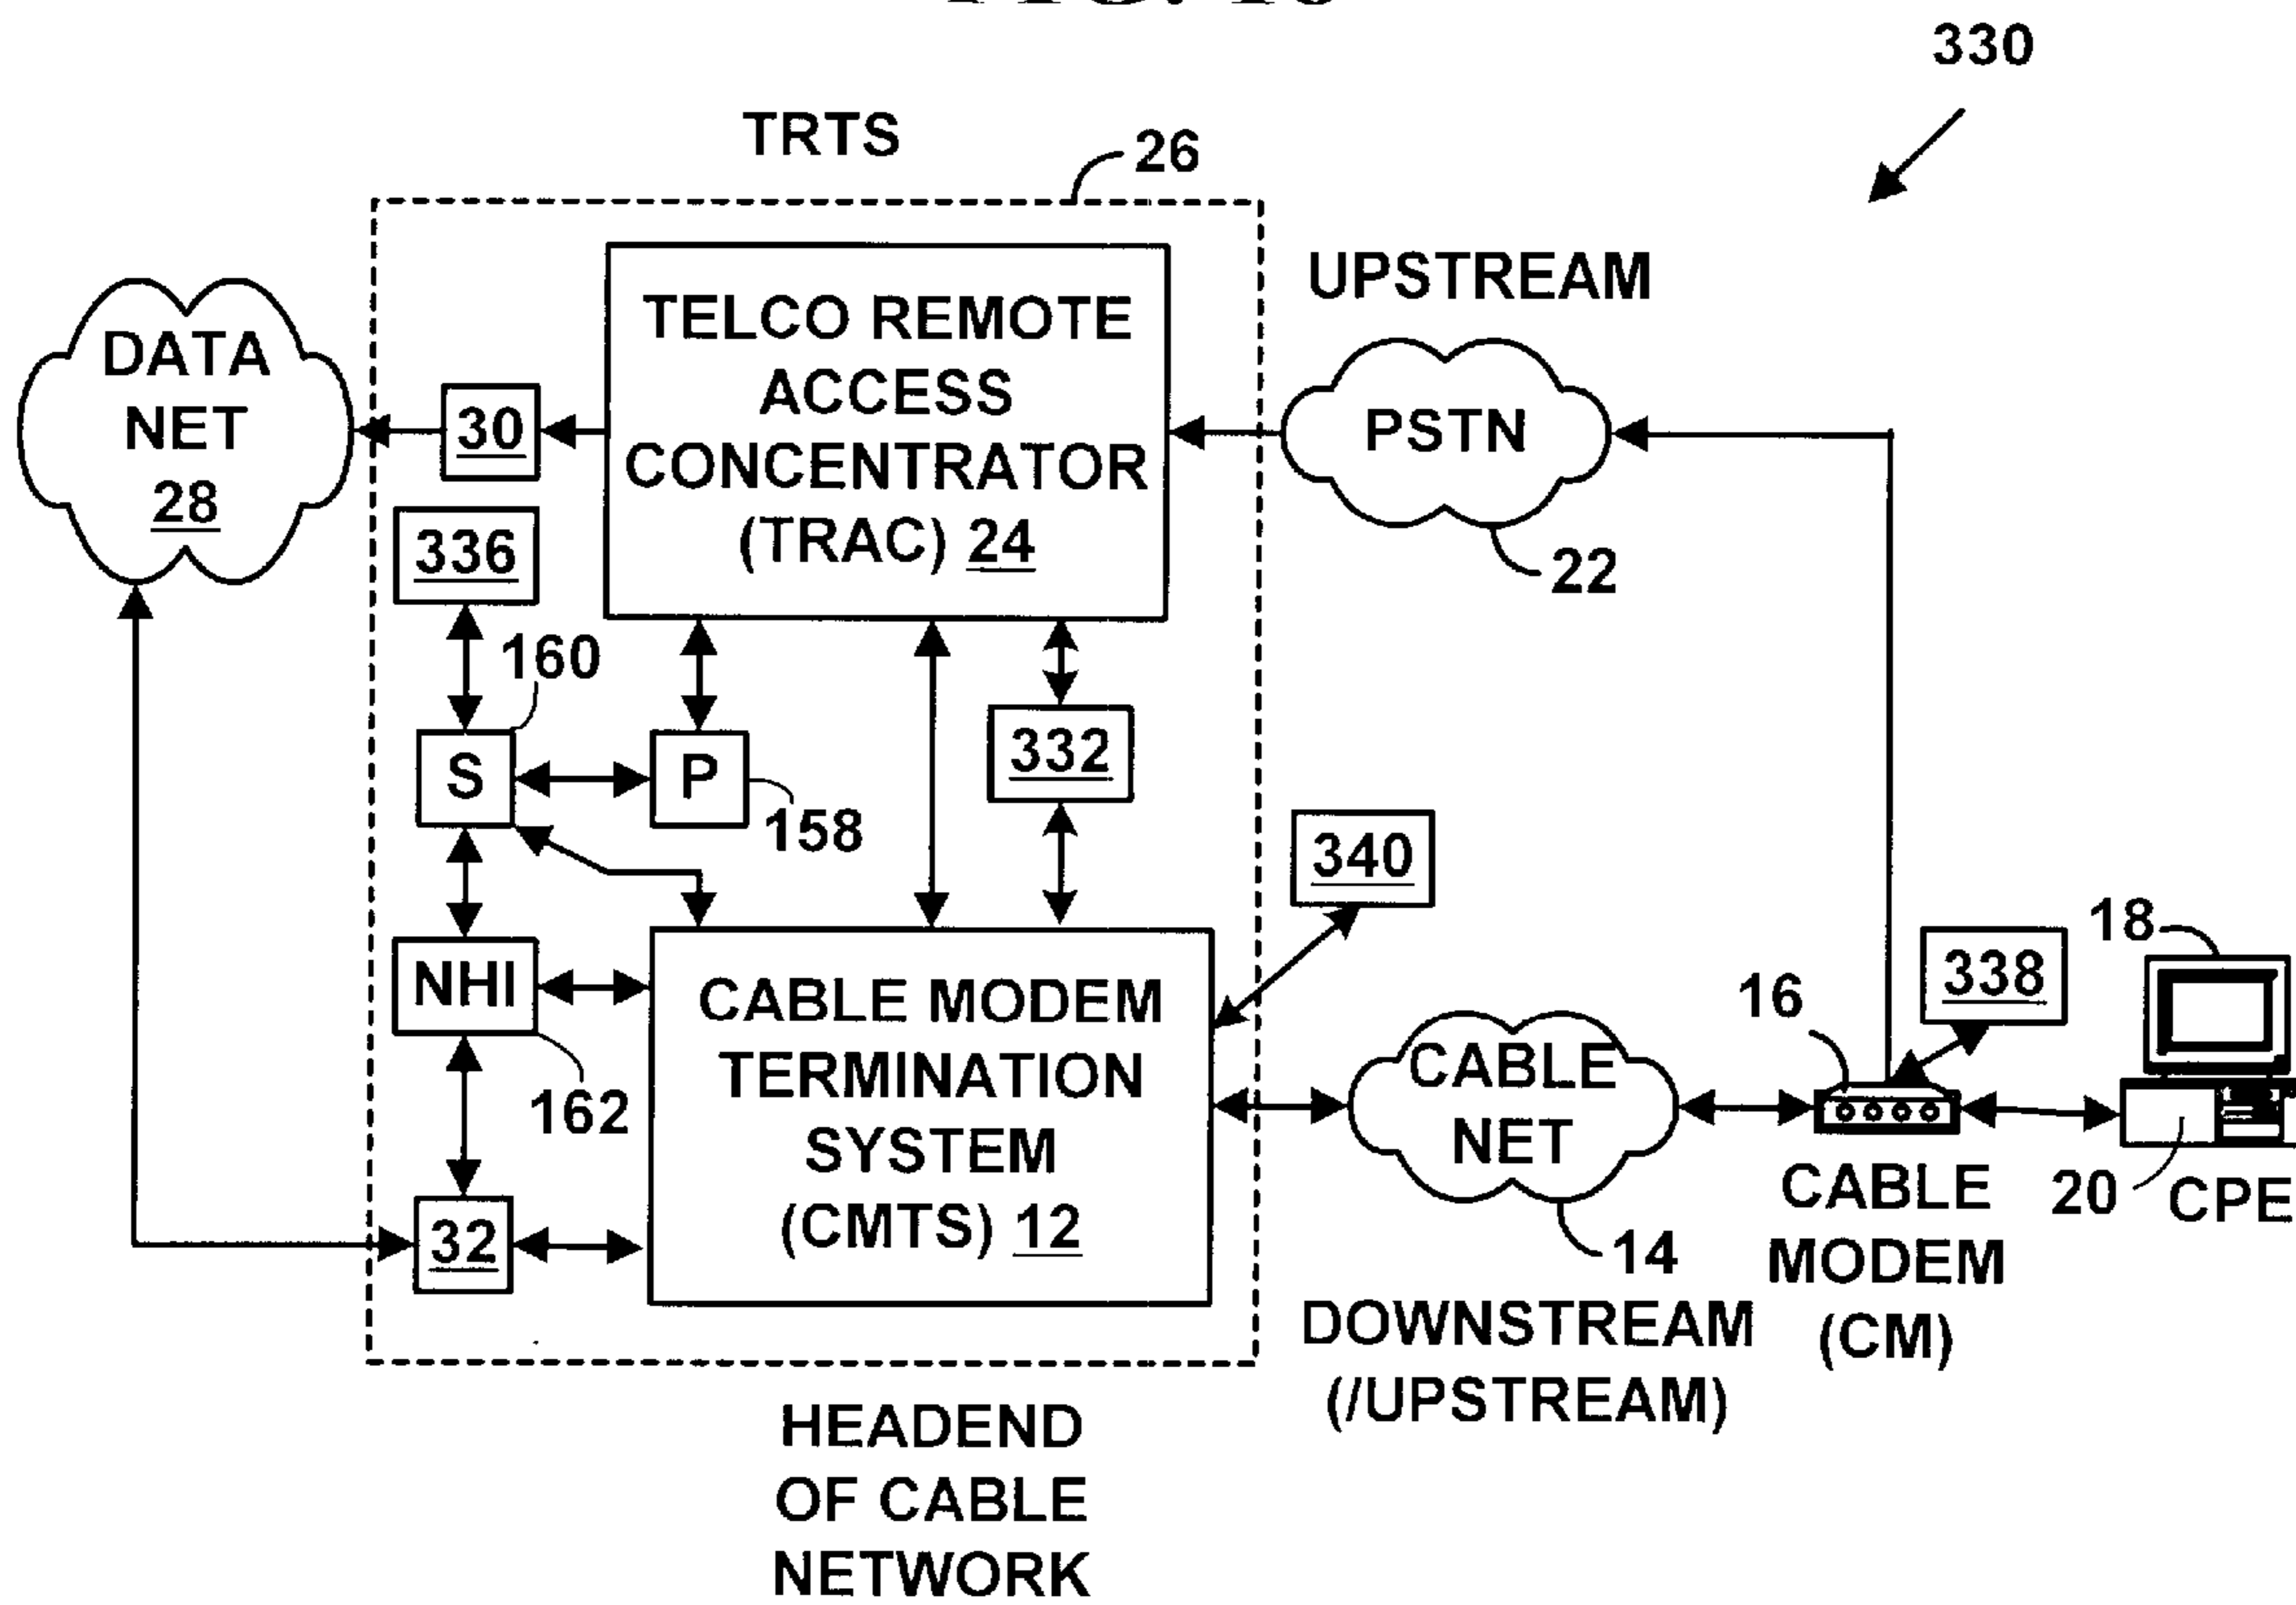 330
TRTS
26
UPSTREAM
DATA
NET
28
30
TELCO REMOTE
ACCESS
CONCENTRATOR
(TRAC) 24
PSTN
22
336
160
S
P
158
332
340
NHI
162
32
CABLE MODEM
TERMINATION
SYSTEM
(CMTS) 12
CABLE
NET
14
16
338
18
20
CPE
CABLE
MODEM
(CM)
DOWNSTREAM
(/UPSTREAM)
HEADEND
OF CABLE
NETWORK